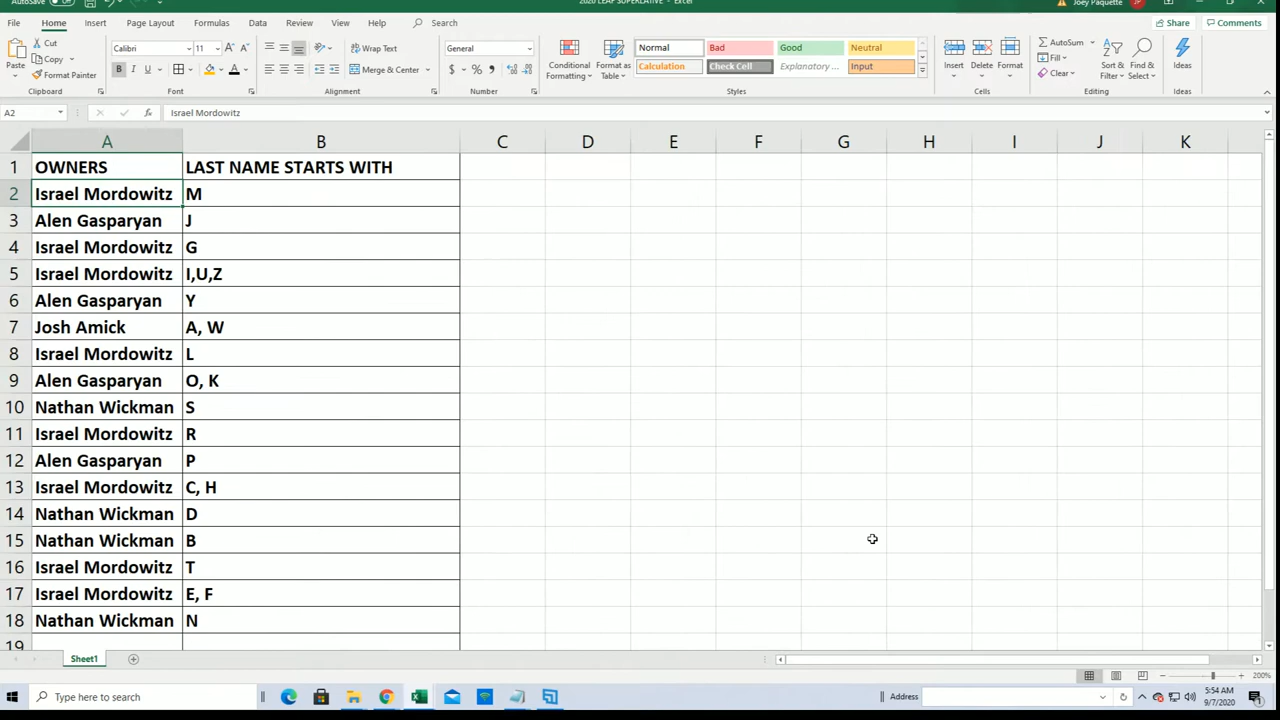 AutoSave Off 2020 LEAF SUPERLATIVE - Excel Joey Paquette JP
File Home Insert Page Layout Formulas Data Review View Help Search Share Comments
Paste Cut Copy Format Painter Clipboard
Calibri 11 A A B I U A Font
Wrap Text Merge & Center Alignment
General $ % , Number
Conditional Formatting Format as Table Normal Bad Good Neutral Calculation Check Cell Explanatory ... Input Styles
Insert Delete Format Cells
AutoSum Fill Clear Sort & Filter Find & Select Editing
Ideas Ideas
A2 fx Israel Mordowitz
A B C D E F G H I J K
1 OWNERS LAST NAME STARTS WITH
2 Israel Mordowitz M
3 Alen Gasparyan J
4 Israel Mordowitz G
5 Israel Mordowitz I,U,Z
6 Alen Gasparyan Y
7 Josh Amick A, W
8 Israel Mordowitz L
9 Alen Gasparyan O, K
10 Nathan Wickman S
11 Israel Mordowitz R
12 Alen Gasparyan P
13 Israel Mordowitz C, H
14 Nathan Wickman D
15 Nathan Wickman B
16 Israel Mordowitz T
17 Israel Mordowitz E, F
18 Nathan Wickman N
19
Sheet1
200%
Type here to search Address 5:54 AM
9/7/2020